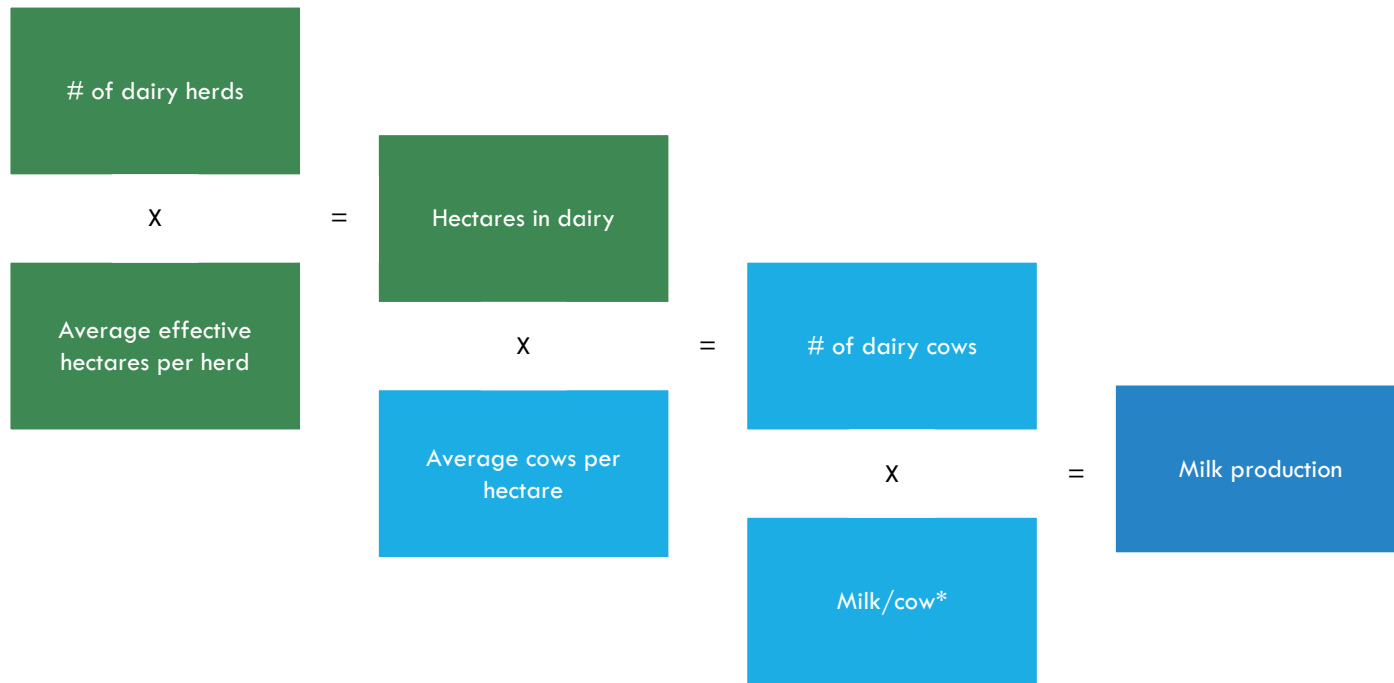 # of dairy herds
X
=
Hectares in dairy
Average effective
hectares per herd
X
=
# of dairy cows
Average cows per
hectare
X
=
Milk production
Milk/cow*